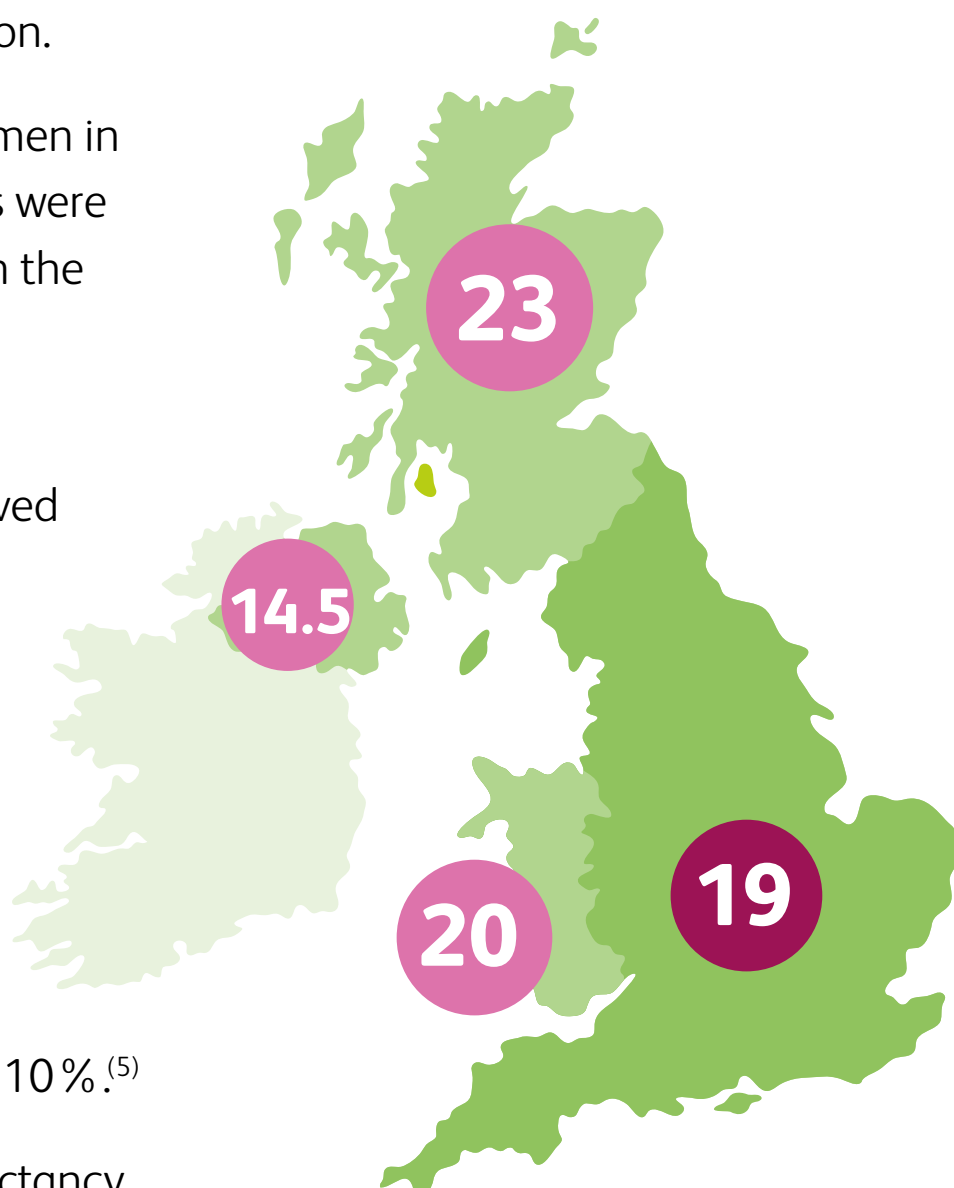 on.
men in
s were
n the
ved
10%.(5)
ctancy
23
14.5
20
19